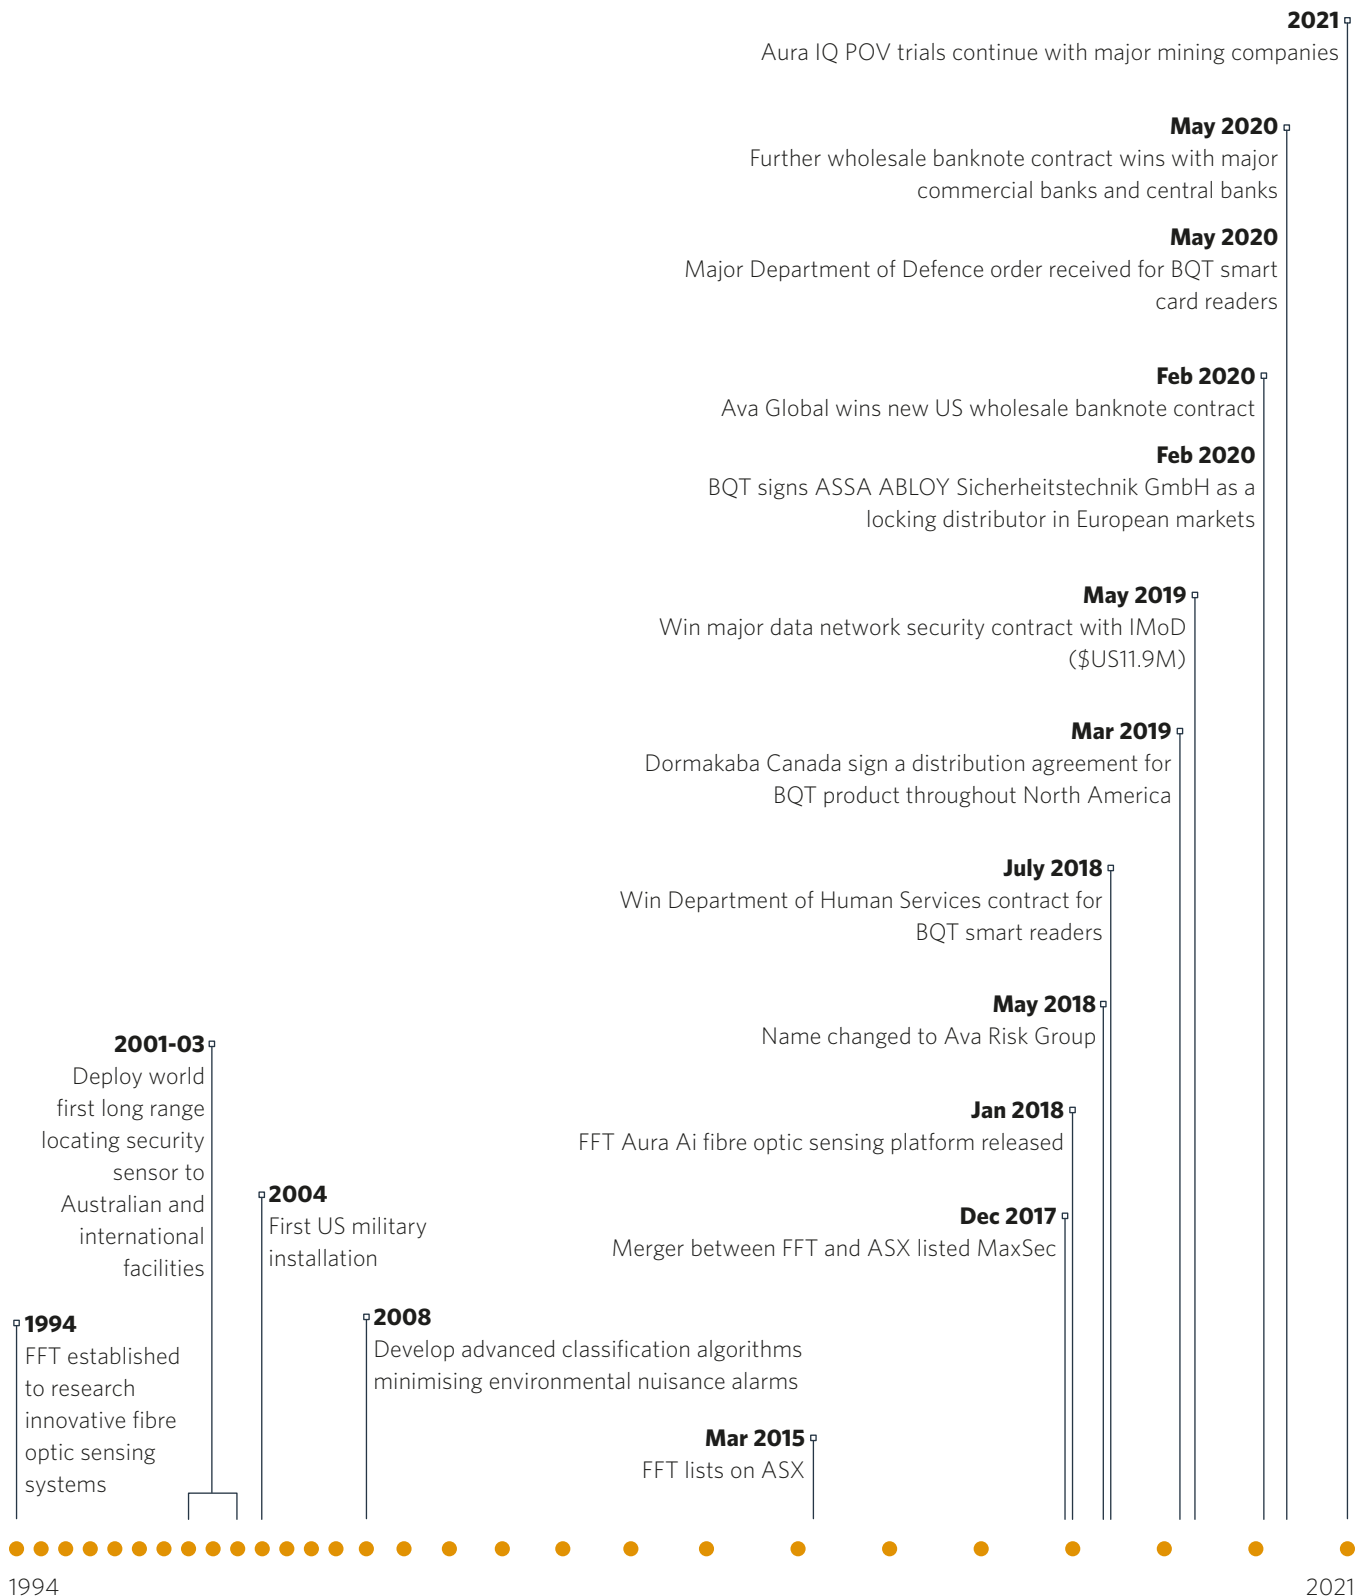 2021
Aura IQ POV trials continue with major mining companies
May 2020
Further wholesale banknote contract wins with major
commercial banks and central banks
May 2020
Major Department of Defence order received for BQT smart
card readers
Feb 2020
Ava Global wins new US wholesale banknote contract
Feb 2020
BQT signs ASSA ABLOY Sicherheitstechnik GmbH as a
locking distributor in European markets
May 2019
Win major data network security contract with IMoD
($US11.9M)
Mar 2019
Dormakaba Canada sign a distribution agreement for
BQT product throughout North America
July 2018
Win Department of Human Services contract for
BQT smart readers
May 2018
Name changed to Ava Risk Group
Jan 2018
FFT Aura Ai fibre optic sensing platform released
Dec 2017
Merger between FFT and ASX listed MaxSec
2001-03
Deploy world
first long range
locating security
sensor to
Australian and
international
facilities
2004
First US military
installation
1994
FFT established
to research
innovative fibre
optic sensing
systems
2008
Develop advanced classification algorithms
minimising environmental nuisance alarms
Mar 2015
FFT lists on ASX
1994
2021